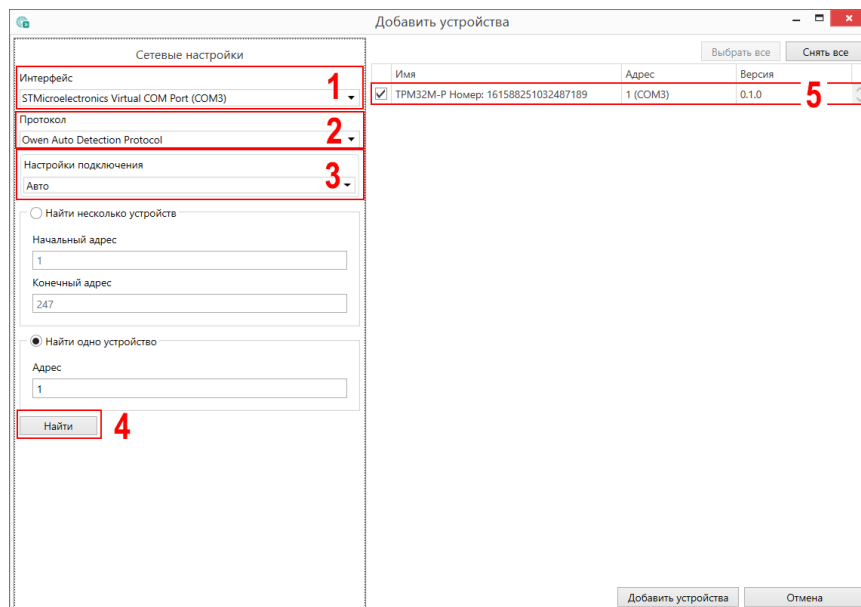 Добавить устройства
Сетевые настройки
Интерфейс
1
STMicroelectronics Virtual COM Port (COM3)
Протокол
2
Owen Auto Detection Protocol
Настройки подключения
3
Авто
Найти несколько устройств
Начальный адрес
1
Конечный адрес
247
Найти одно устройство
Адрес
1
Найти
4
Выбрать все Снять все
Имя Адрес Версия
ТРМ32М-Р Номер: 161588251032487189 1 (COM3) 0.1.0 5
Добавить устройства Отмена